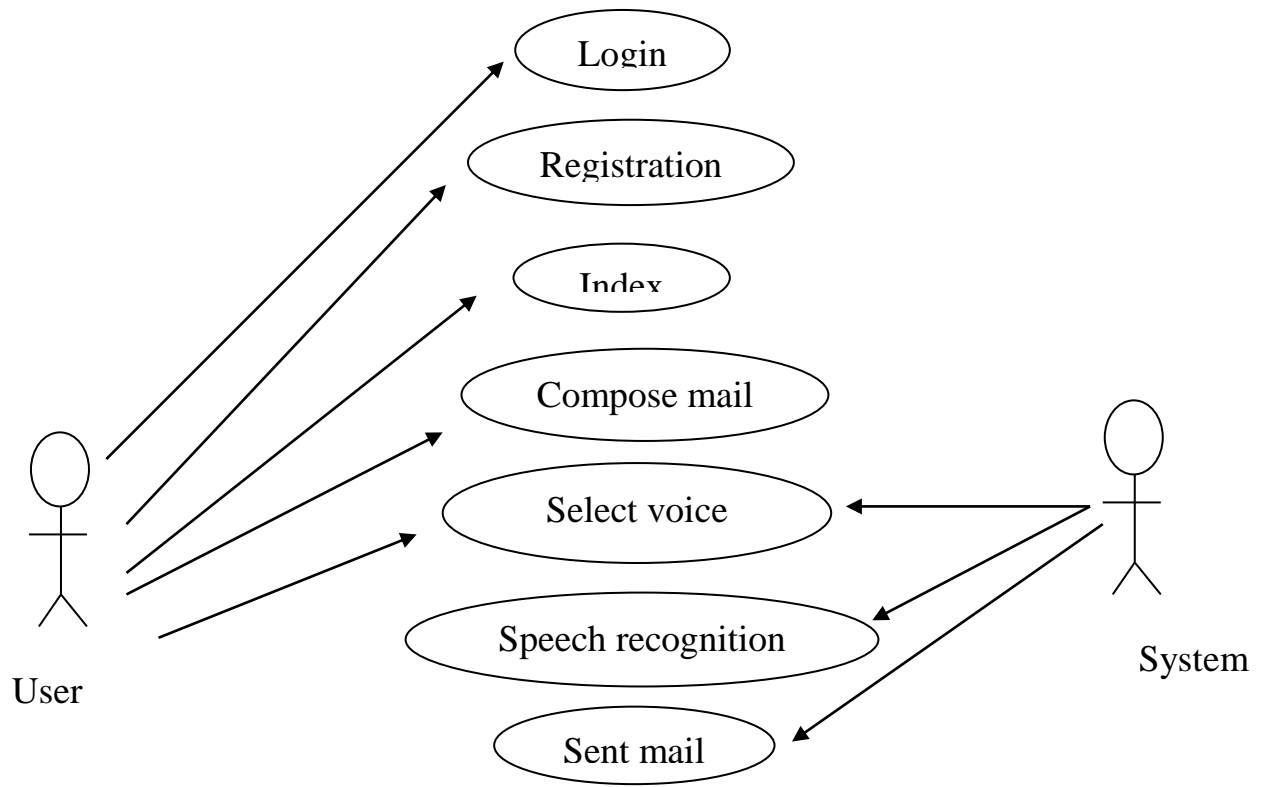 Login
Registration
Index
Compose mail
Select voice
Speech recognition
System
User
Sent mail